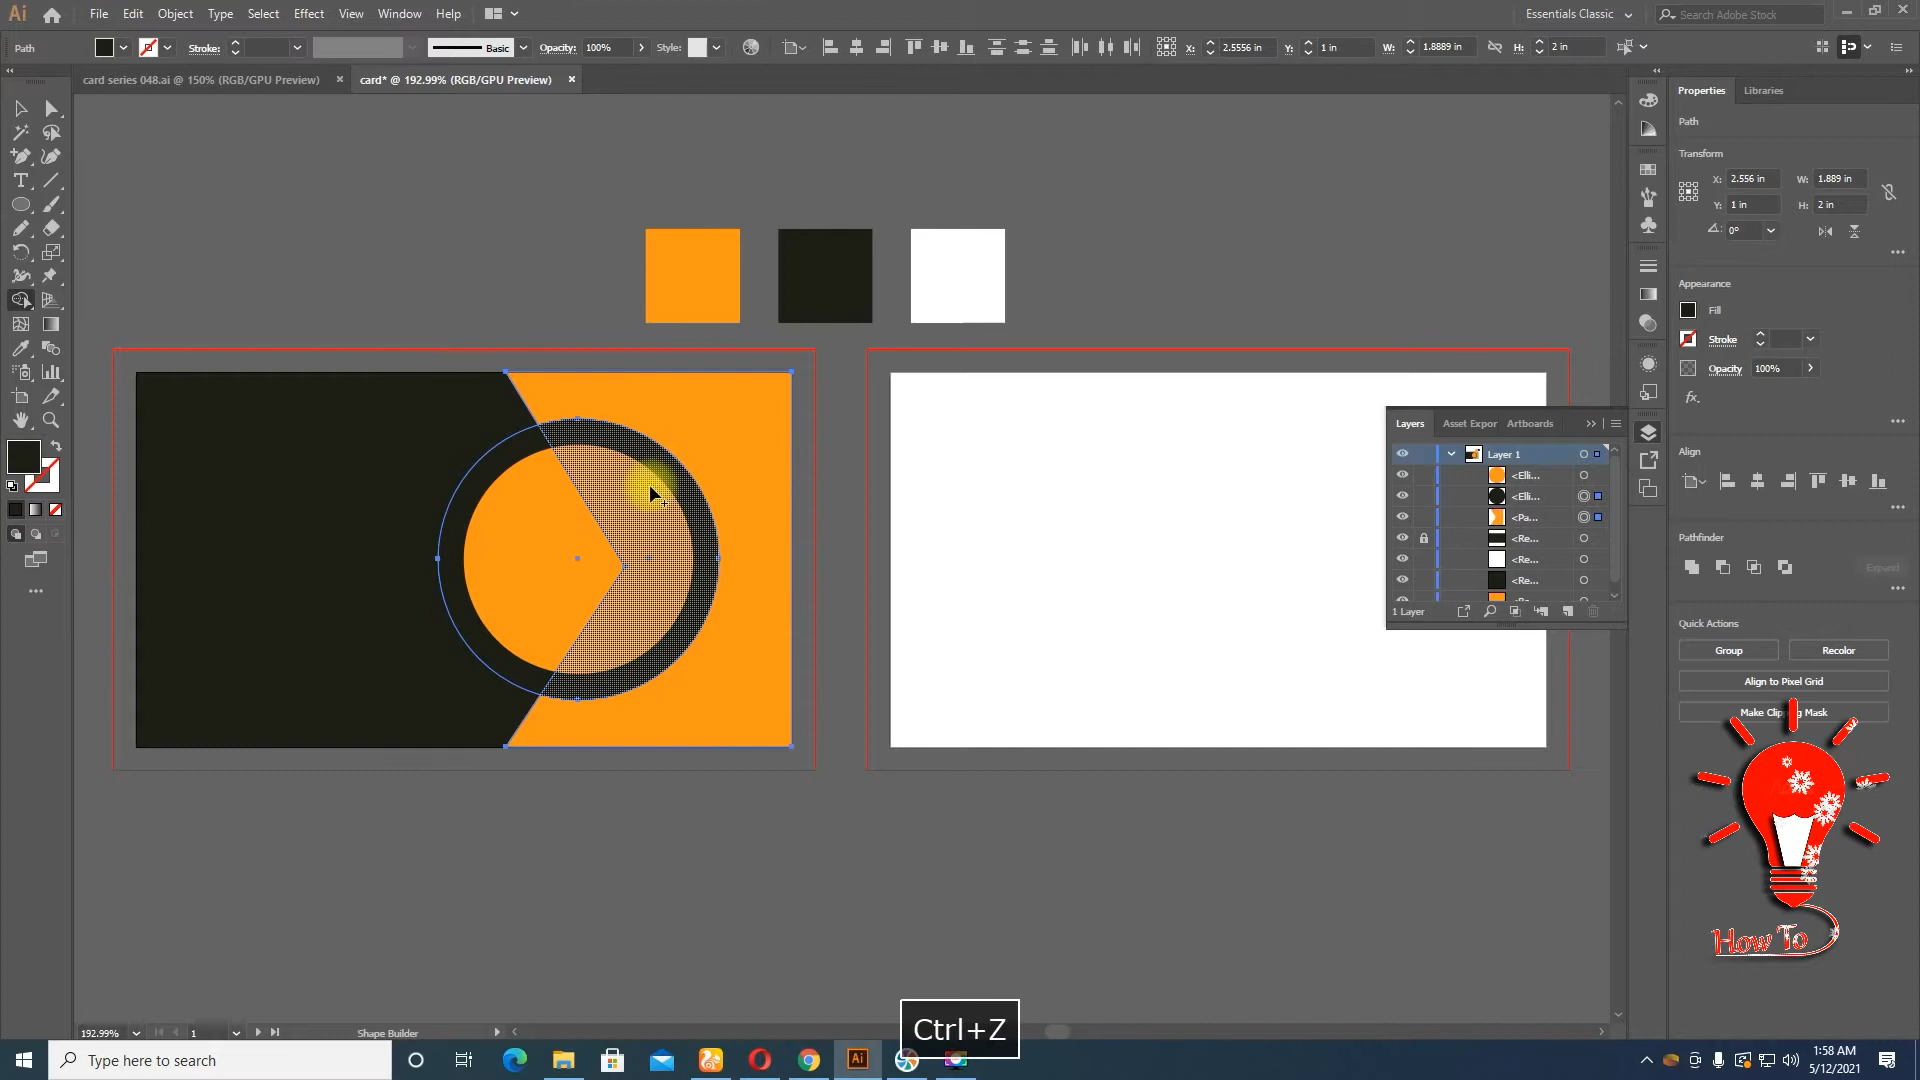 Ai File Edit Object Type Select Effect View Window Help Essentials Classic Search Adobe Stock
Path Stroke: Basic Opacity: 100% Style: X: 2.5556 in Y: 1 in W: 1.8889 in H: 2 in
card series 048.ai @ 150% (RGB/GPU Preview) × card* @ 192.99% (RGB/GPU Preview) ×
Properties Libraries
Path
Transform
X: 2.556 in W: 1.889 in
Y: 1 in H: 2 in
0°
Appearance
Fill
Stroke
Opacity 100%
fx.
Align
Pathfinder
Expand
Quick Actions
Group Recolor
Align to Pixel Grid
Make Clipping Mask
Layers Asset Expor Artboards
Layer 1
<Elli...
<Elli...
<Pa...
<Re...
<Re...
<Re...
<Re...
1 Layer
How To
Ctrl+Z
192.99% 1 Shape Builder
Type here to search
Ai
1:58 AM
5/12/2021